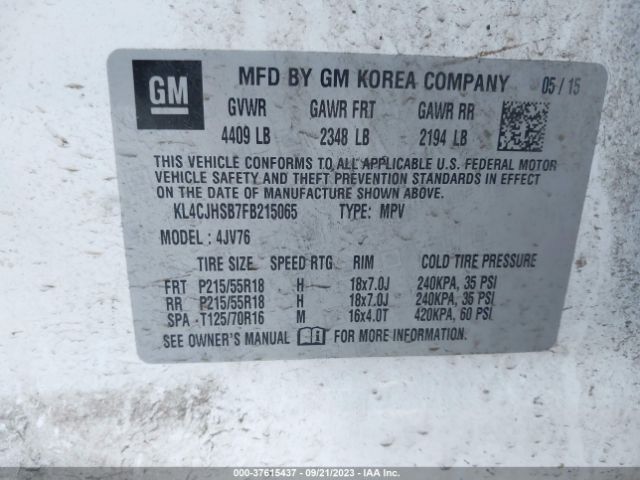 GM MFD BY GM KOREA COMPANY 05 / 15
GVWR GAWR FRT GAWR RR
4409 LB 2348 LB 2194 LB
THIS VEHICLE CONFORMS TO ALL APPLICABLE U.S. FEDERAL MOTOR
VEHICLE SAFETY AND THEFT PREVENTION STANDARDS IN EFFECT
ON THE DATE OF MANUFACTURE SHOWN ABOVE.
KL4CJHSB7FB215065 TYPE: MPV
MODEL : 4JV76
TIRE SIZE SPEED RTG RIM COLD TIRE PRESSURE
FRT P215/55R18 H 18x7.0J 240KPA, 35 PSI
RR P215/55R18 H 18x7.0J 240KPA, 35 PSI
SPA T125/70R16 M 16x4.0T 420KPA, 60 PSI
SEE OWNER'S MANUAL FOR MORE INFORMATION
000-37615437 - 09/21/2023 - IAA Inc.